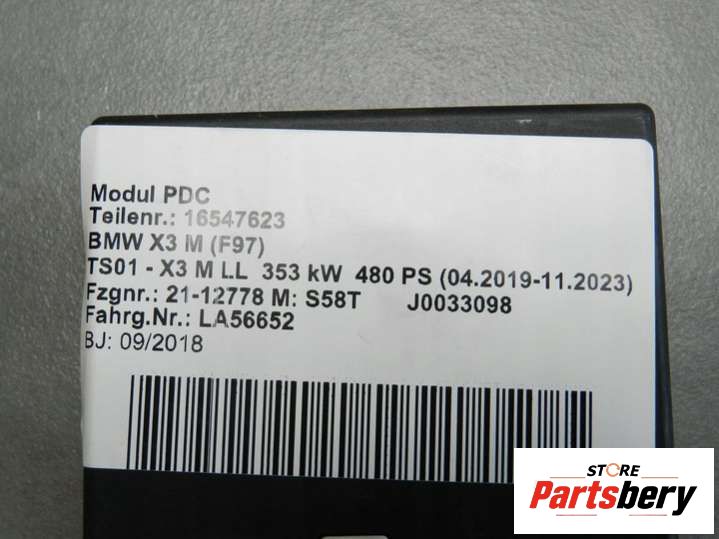 Modul PDC
Teilenr.: 16547623
BMW X3 M (F97)
TS01 - X3 M LL 353 kW 480 PS (04.2019-11.2023)
Fzgnr.: 21-12778 M: S58T J0033098
Fahrg.Nr.: LA56652
BJ: 09/2018
STORE
Partsbery